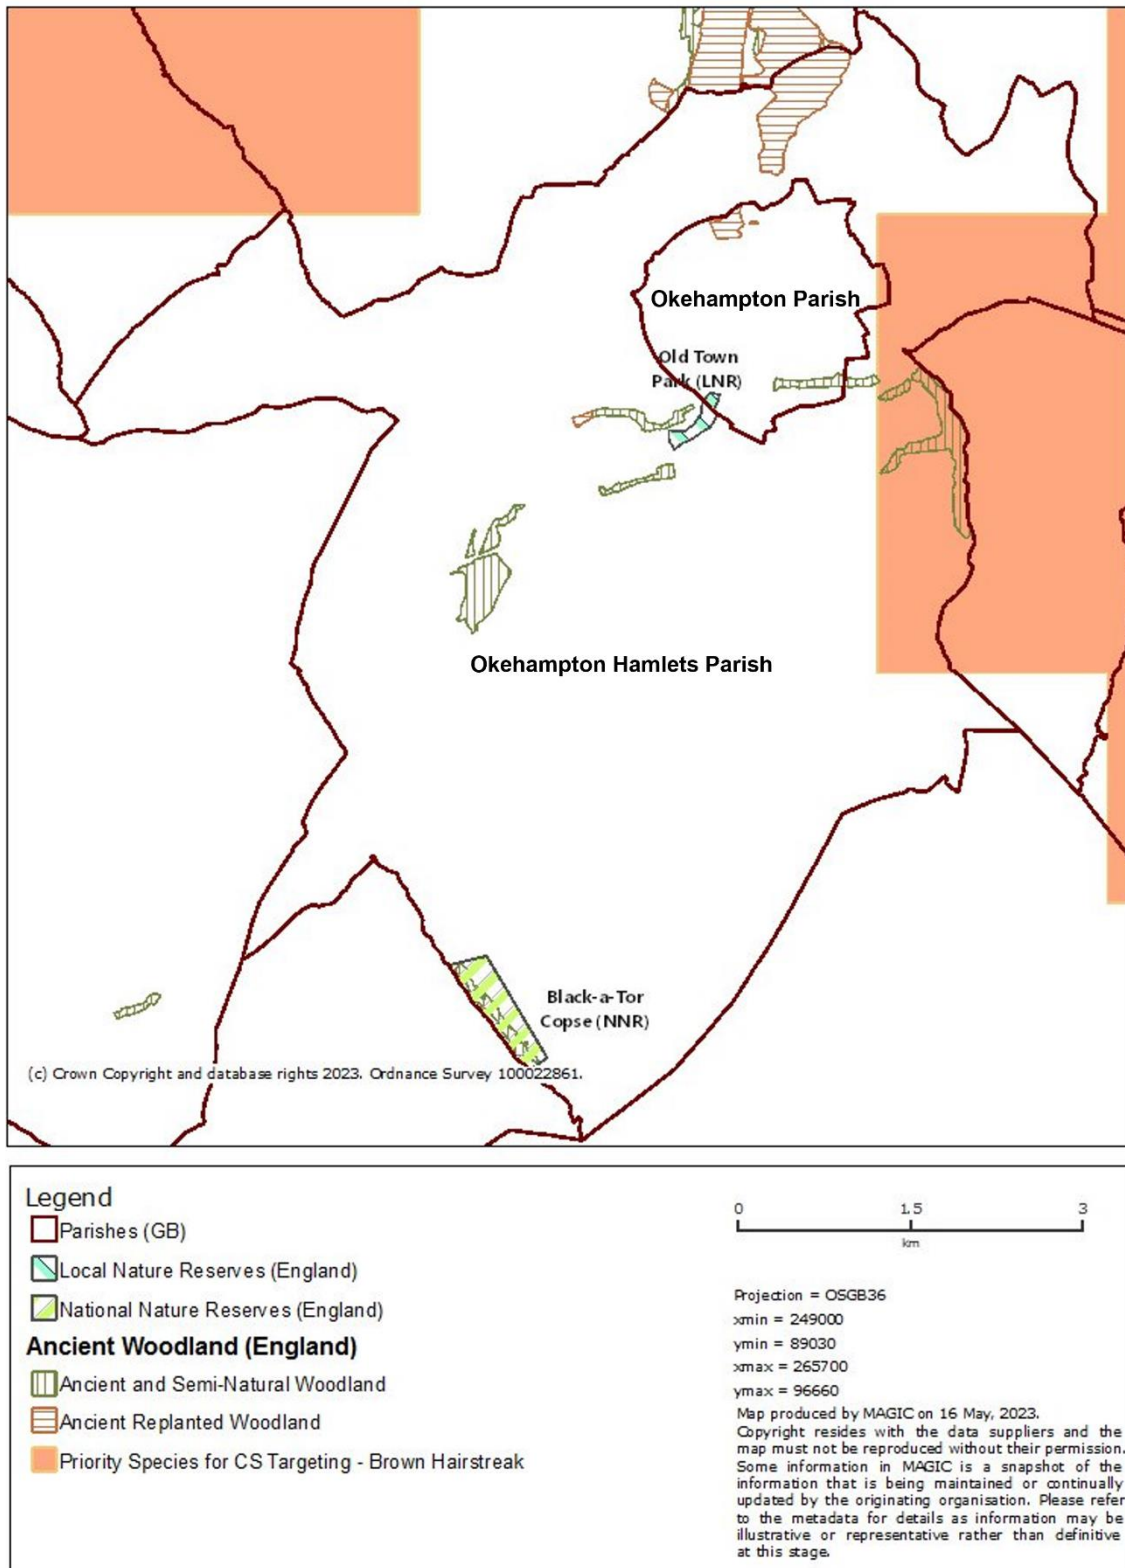 Okehampton Parish
Old Town
Park (LNR)
Okehampton Hamlets Parish
Black-a-Tor
Copse (NNR)
(c) Crown Copyright and database rights 2023. Ordnance Survey 100022861.
Legend
Parishes (GB)
Local Nature Reserves (England)
National Nature Reserves (England)
Ancient Woodland (England)
Ancient and Semi-Natural Woodland
Ancient Replanted Woodland
Priority Species for CS Targeting - Brown Hairstreak
0 1.5 3
km
Projection = OSGB36
xmin = 249000
ymin = 89030
xmax = 265700
ymax = 96660
Map produced by MAGIC on 16 May, 2023.
Copyright resides with the data suppliers and the
map must not be reproduced without their permission.
Some information in MAGIC is a snapshot of the
information that is being maintained or continually
updated by the originating organisation. Please refer
to the metadata for details as information may be
illustrative or representative rather than definitive
at this stage.